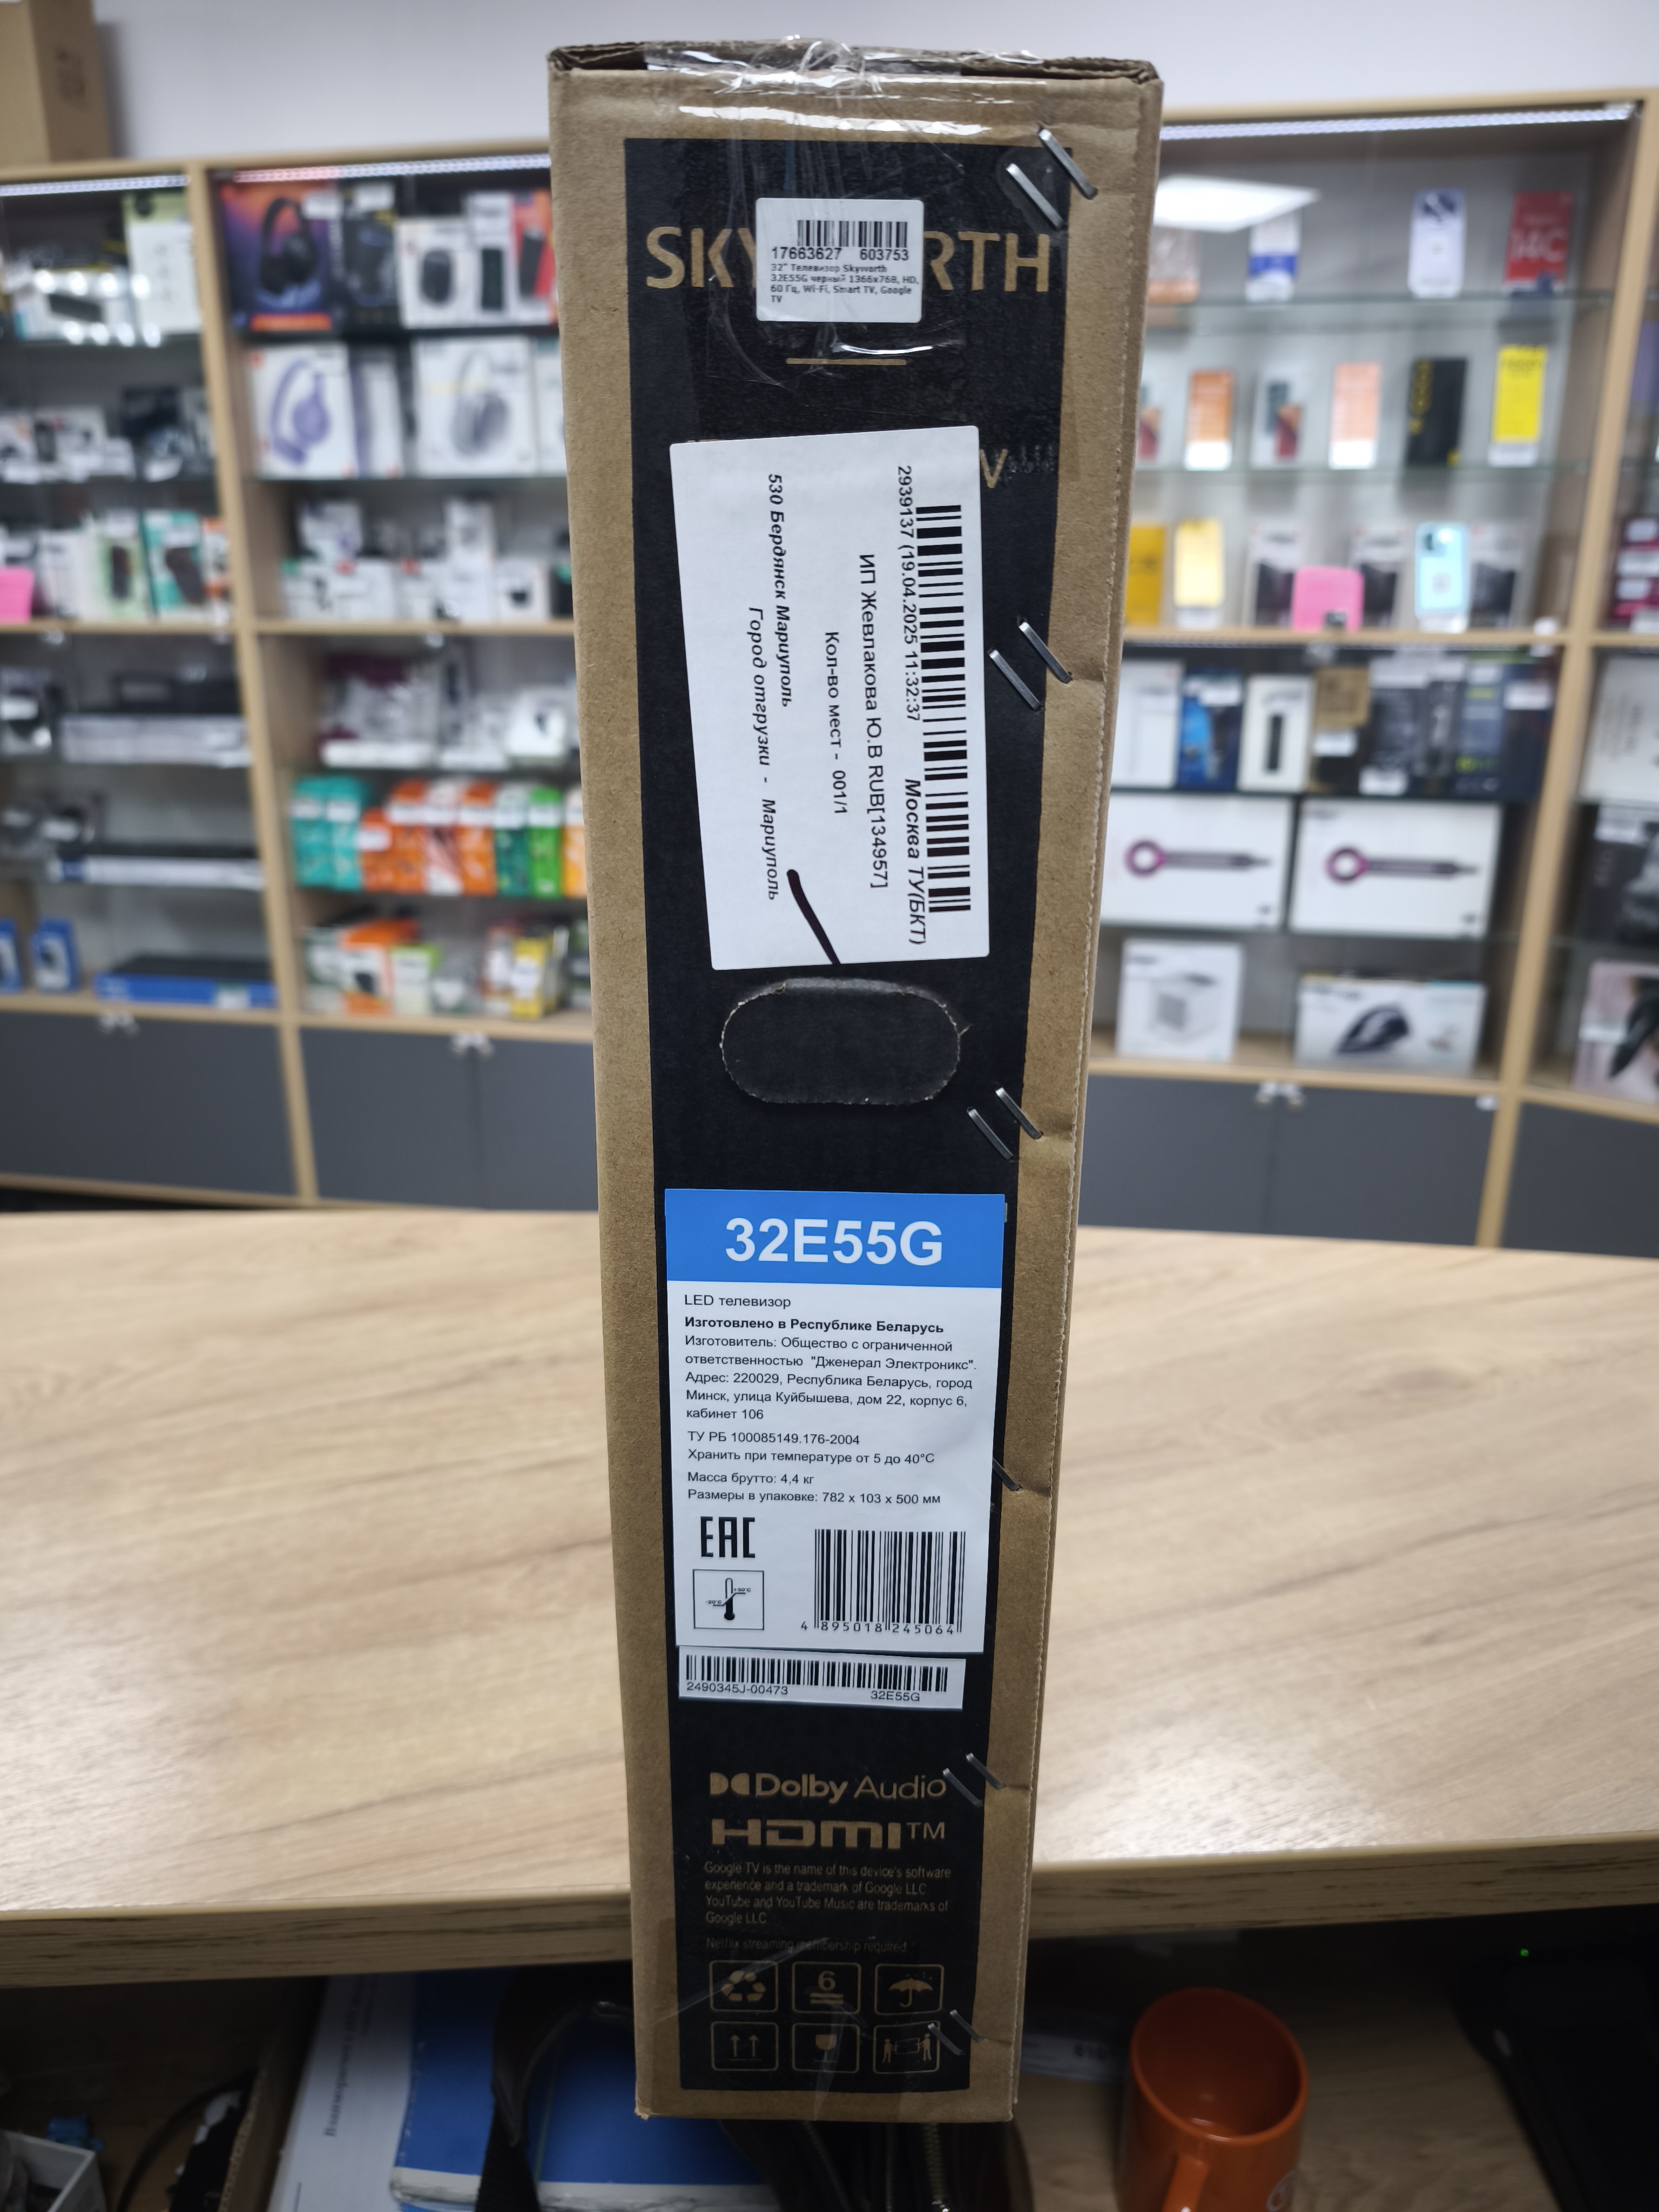 SKY
RTH
17663627 603753
32" Телевизор Skyworth
32E55G черный 1366x768, HD,
60 Гц, Wi-Fi, Smart TV, Google
TV
V
2939137 (19.04.2025 11:32:37 Москва ТУ(БКТ)
ИП Жевпакова Ю.В RUB[134957]
Кол-во мест - 001/1
530 Бердянск Мариуполь
Город отгрузки - Мариуполь
32E55G
LED телевизор
Изготовлено в Республике Беларусь
Изготовитель: Общество с ограниченной
ответственностью "Дженерал Электроникс".
Адрес: 220029, Республика Беларусь, город
Минск, улица Куйбышева, дом 22, корпус 6,
кабинет 106
ТУ РБ 100085149.176-2004
Хранить при температуре от 5 до 40°C
Масса брутто: 4,4 кг
Размеры в упаковке: 782 x 103 x 500 мм
EAC
4 895018 245064
2490345J-00473 32E55G
Dolby Audio
HDMI™
Google TV is the name of this device's software
experience and a trademark of Google LLC.
YouTube and YouTube Music are trademarks of
Google LLC.
Netflix streaming membership required.
6
14C